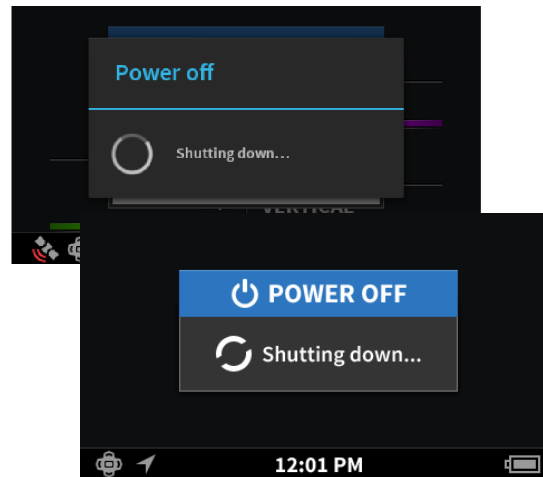 Power off
Shutting down...
VERTICAL
POWER OFF
Shutting down...
12:01 PM